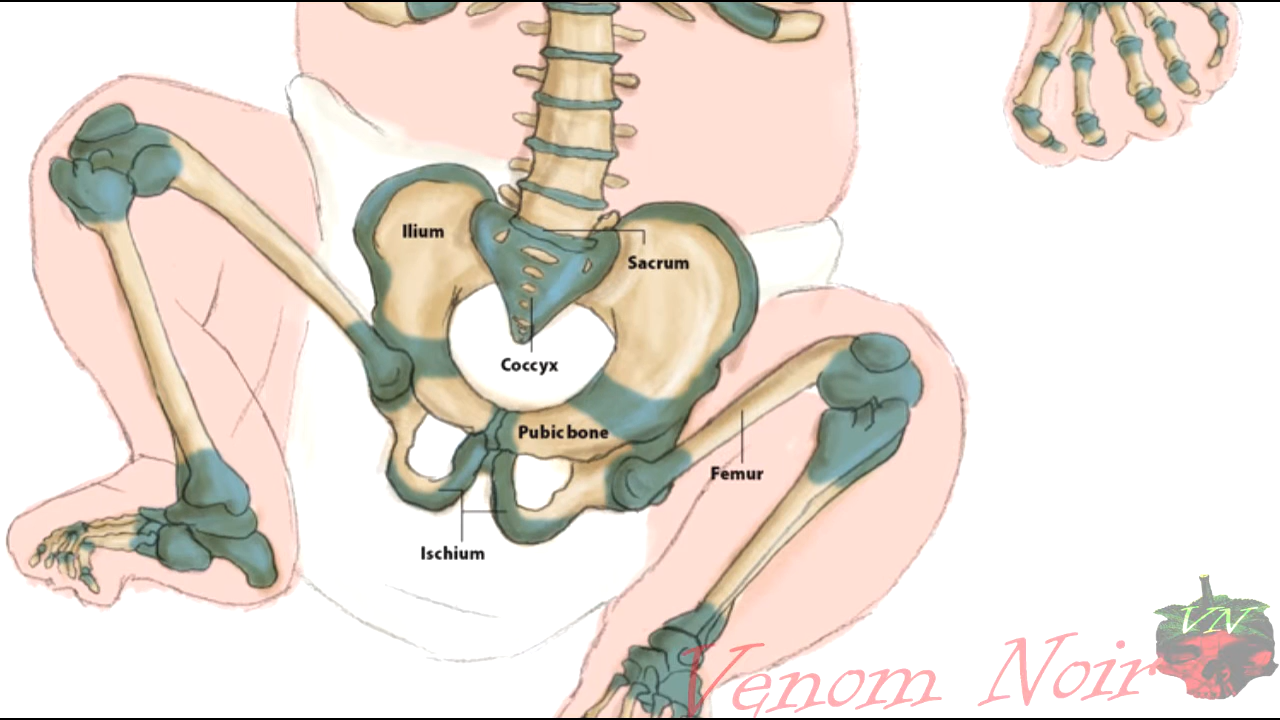 Ilium
Sacrum
Coccyx
Pubic bone
Femur
Ischium
VN
Venom Noir